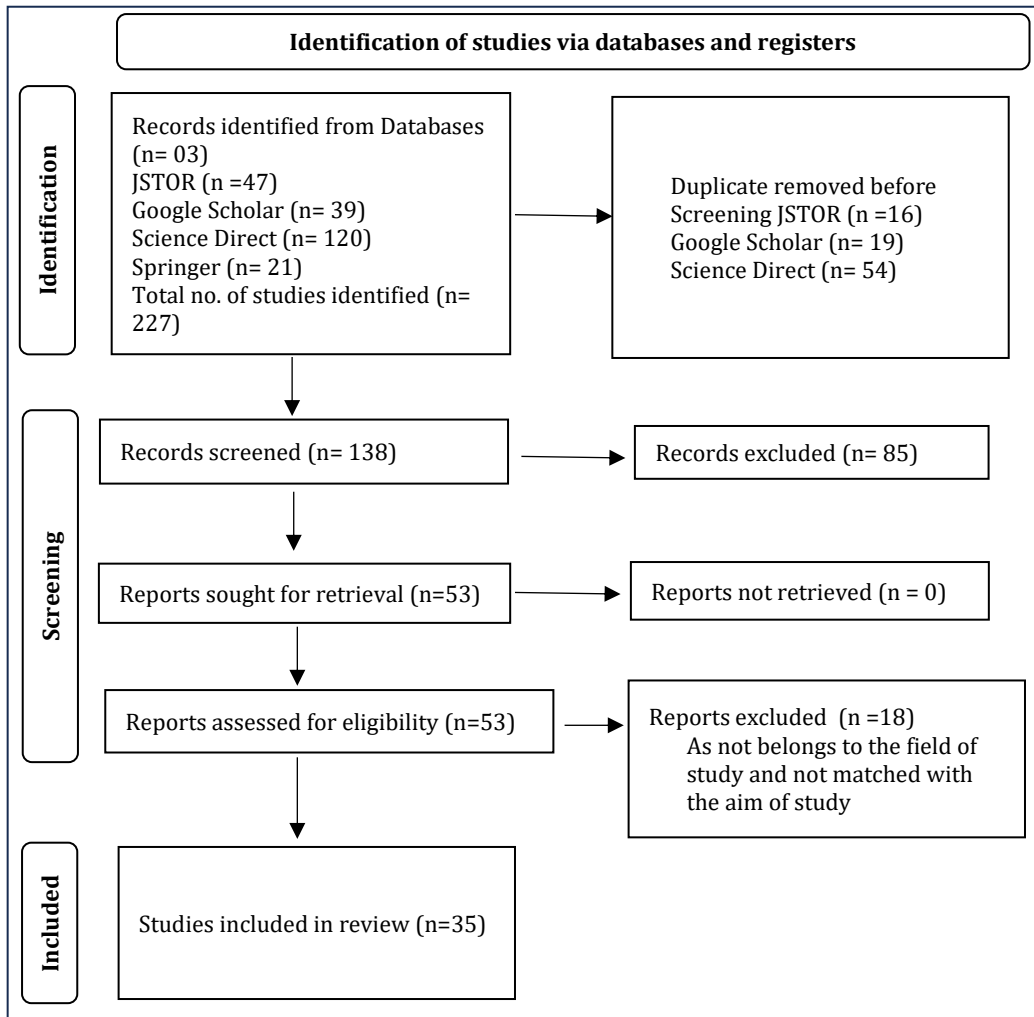 Identification of studies via databases and registers
Identification
Records identified from Databases
(n= 03)
JSTOR (n =47)
Google Scholar (n= 39)
Science Direct (n= 120)
Springer (n= 21)
Total no. of studies identified (n=
227)
Duplicate removed before
Screening JSTOR (n =16)
Google Scholar (n= 19)
Science Direct (n= 54)
Screening
Records screened (n= 138)
Records excluded (n= 85)
Reports sought for retrieval (n=53)
Reports not retrieved (n = 0)
Reports assessed for eligibility (n=53)
Reports excluded (n =18)
As not belongs to the field of
study and not matched with
the aim of study
Included
Studies included in review (n=35)